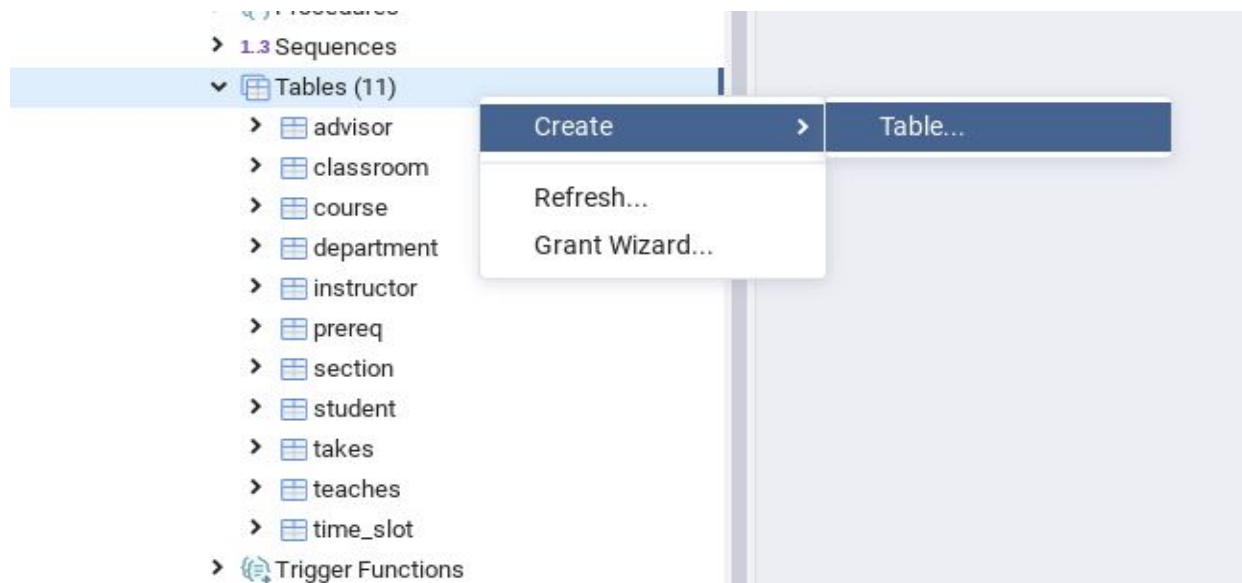 Procedures
1..3 Sequences
Tables (11)
advisor
Create
Table...
classroom
Refresh...
course
Grant Wizard...
department
instructor
prereq
section
student
takes
teaches
time_slot
Trigger Functions